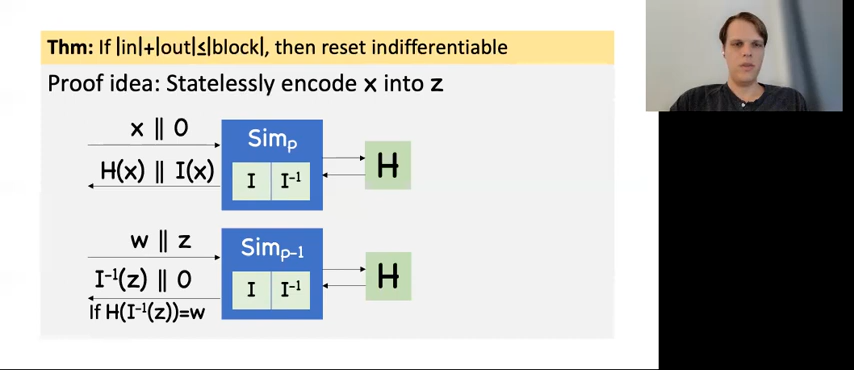 Thm: If |in|+|out|≤|block|, then reset indifferentiable
Proof idea: Statelessly encode x into z
x || 0
H(x) || I(x)
Simₚ
I I⁻¹
H
w || z
I⁻¹(z) || 0
If H(I⁻¹(z))=w
Simₚ₋₁
I I⁻¹
H